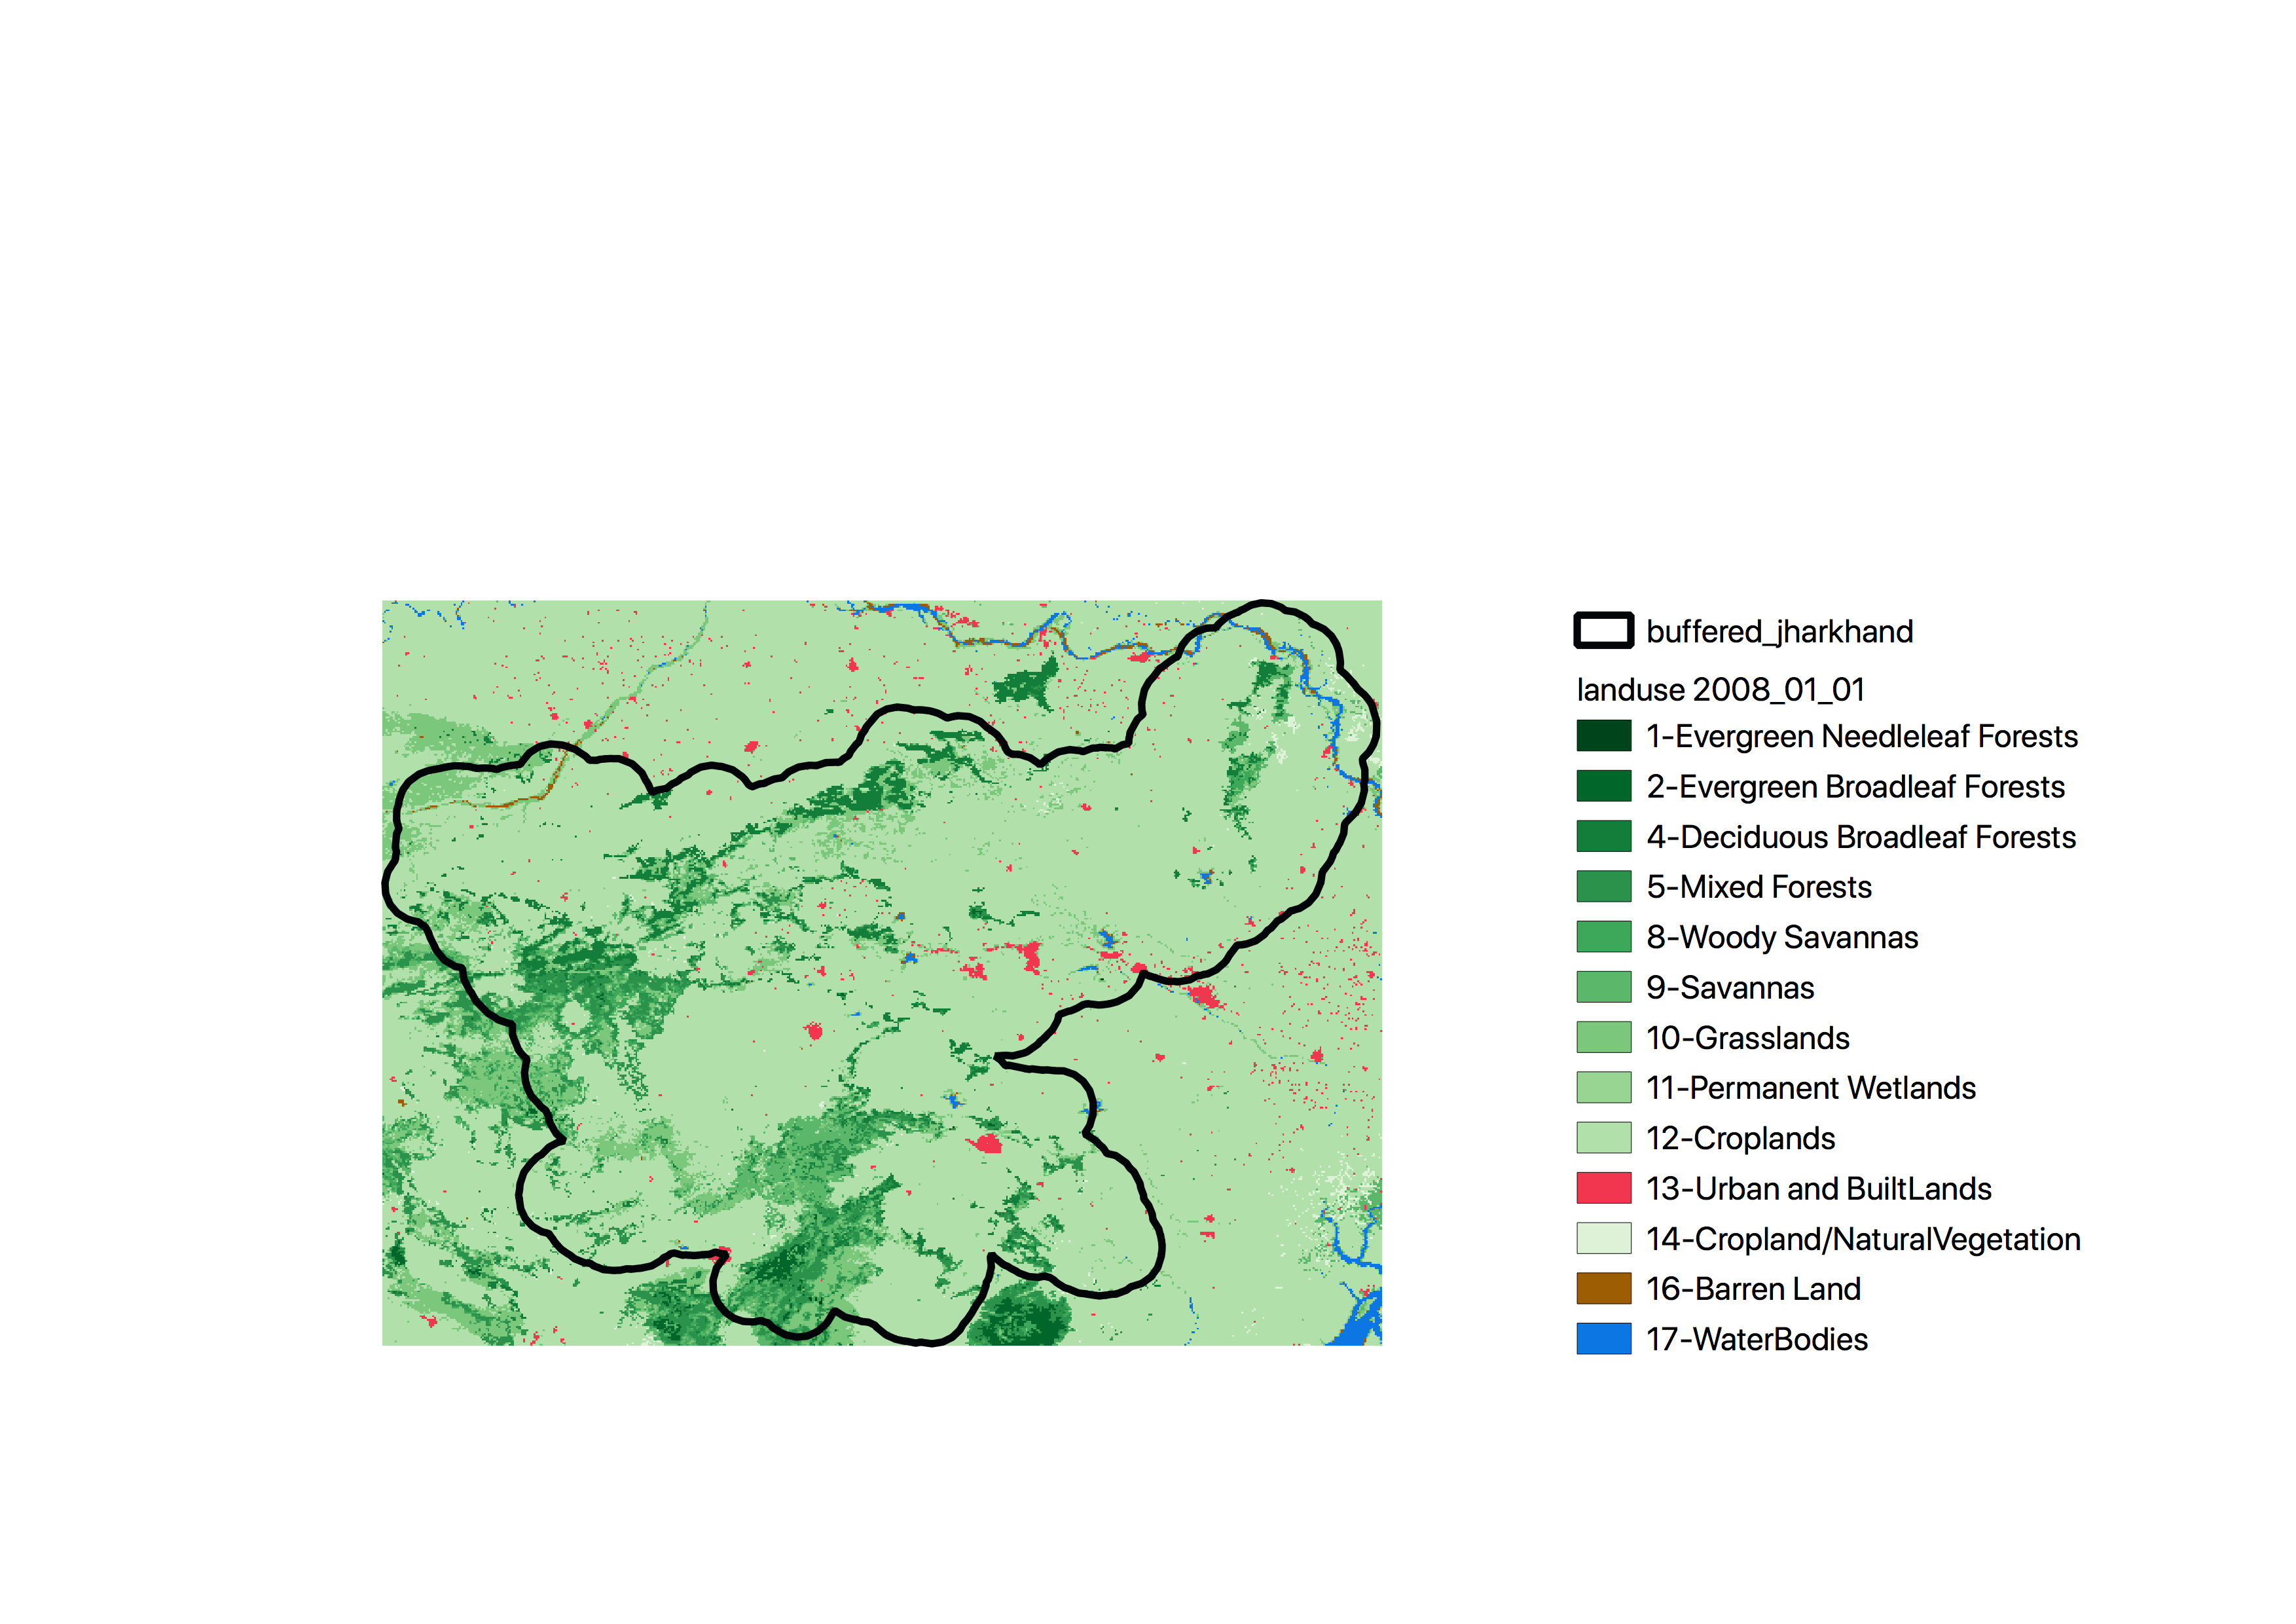 buffered_jharkhand
landuse 2008_01_01
1-Evergreen Needleleaf Forests
2-Evergreen Broadleaf Forests
4-Deciduous Broadleaf Forests
5-Mixed Forests
8-Woody Savannas
9-Savannas
10-Grasslands
11-Permanent Wetlands
12-Croplands
13-Urban and BuiltLands
14-Cropland/NaturalVegetation
16-Barren Land
17-WaterBodies